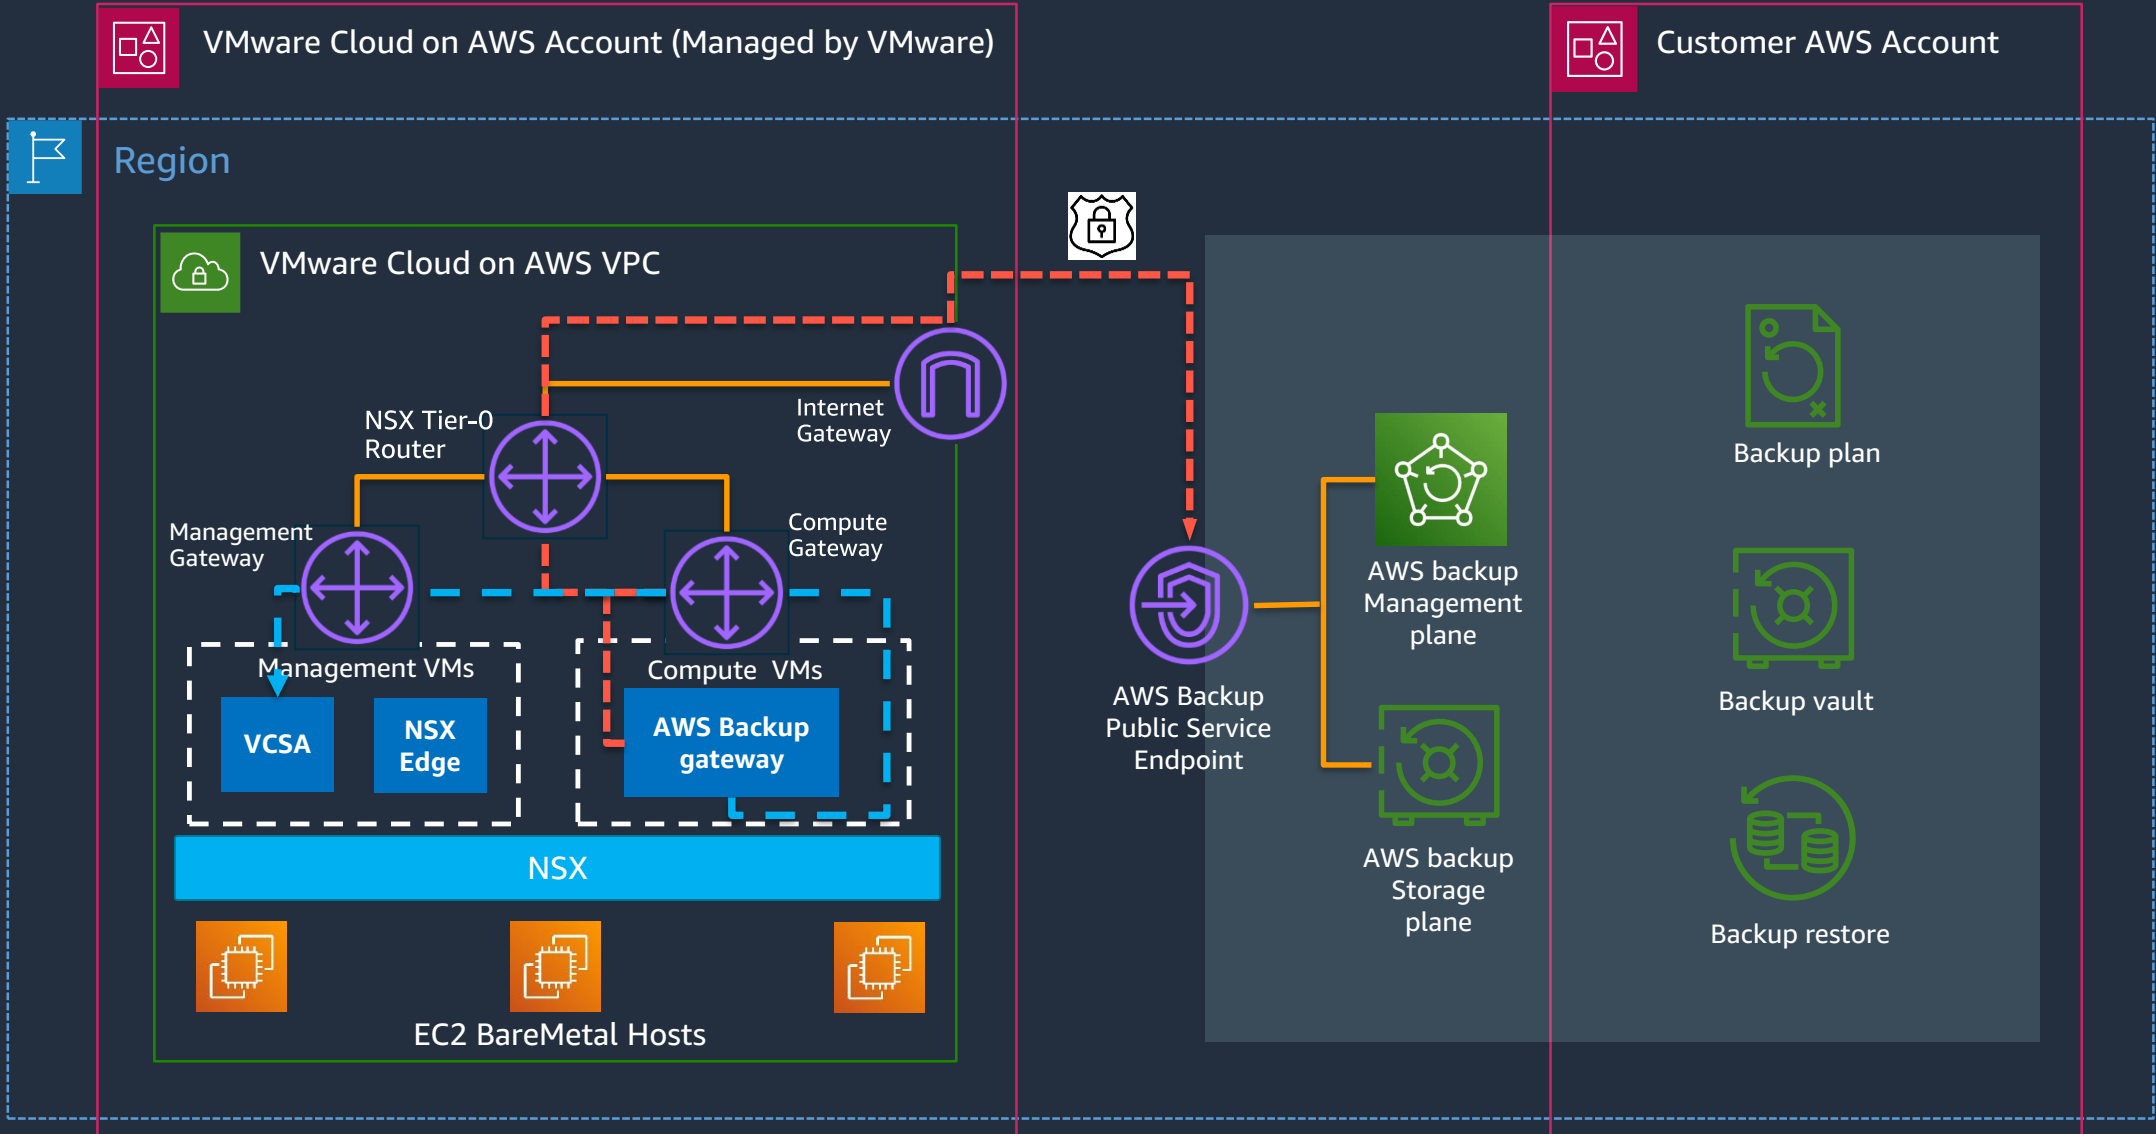 VMware Cloud on AWS Account (Managed by VMware)
Customer AWS Account
Region
VMware Cloud on AWS VPC
Internet
Gateway
NSX Tier-0
Router
Management
Gateway
Compute
Gateway
Management VMs
VCSA
NSX
Edge
Compute VMs
AWS Backup
gateway
NSX
EC2 BareMetal Hosts
AWS Backup
Public Service
Endpoint
AWS backup
Management
plane
AWS backup
Storage
plane
Backup plan
Backup vault
Backup restore